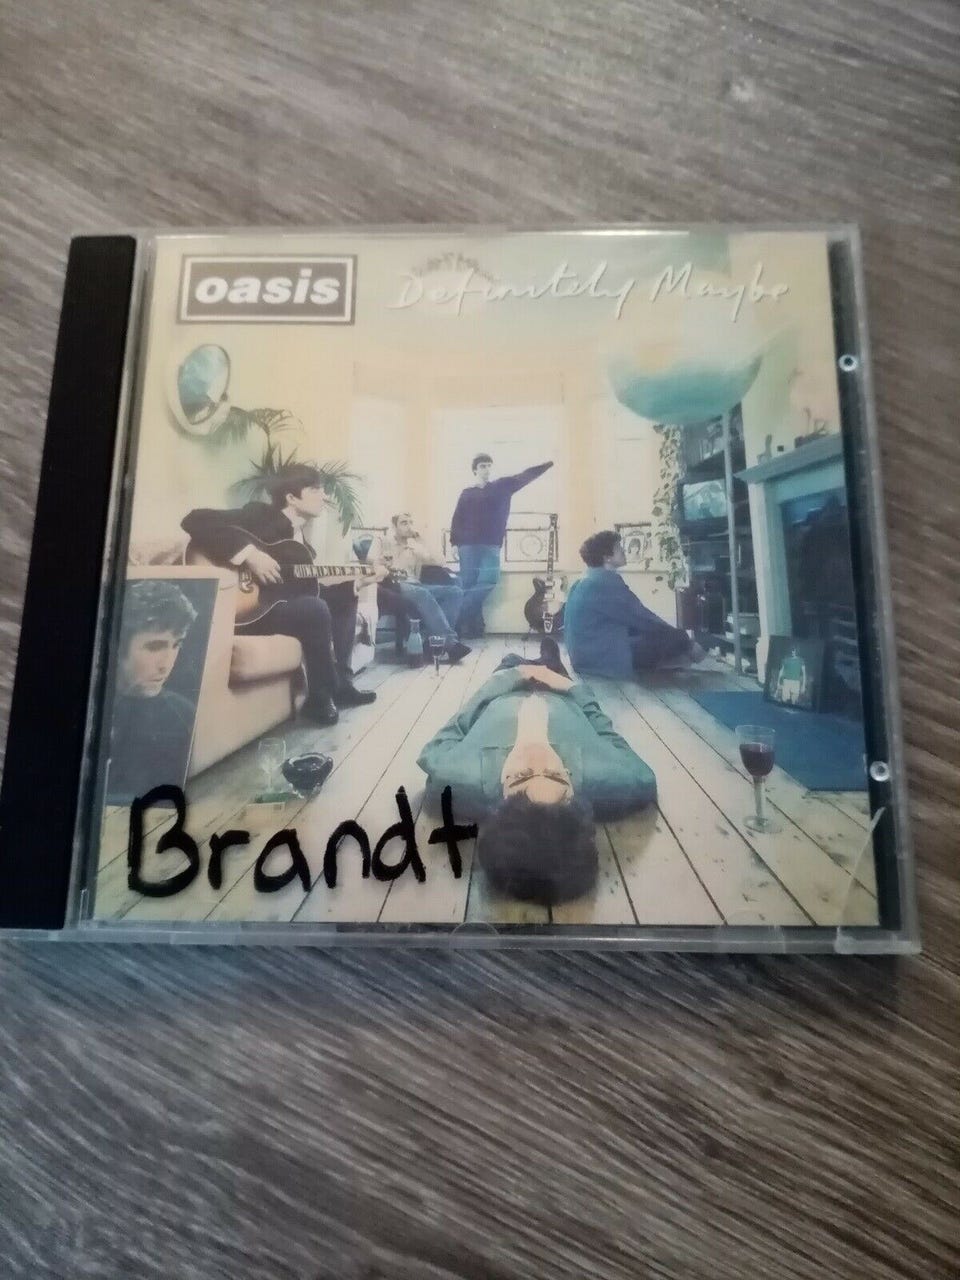 oasis
Definitely Maybe
Brandt